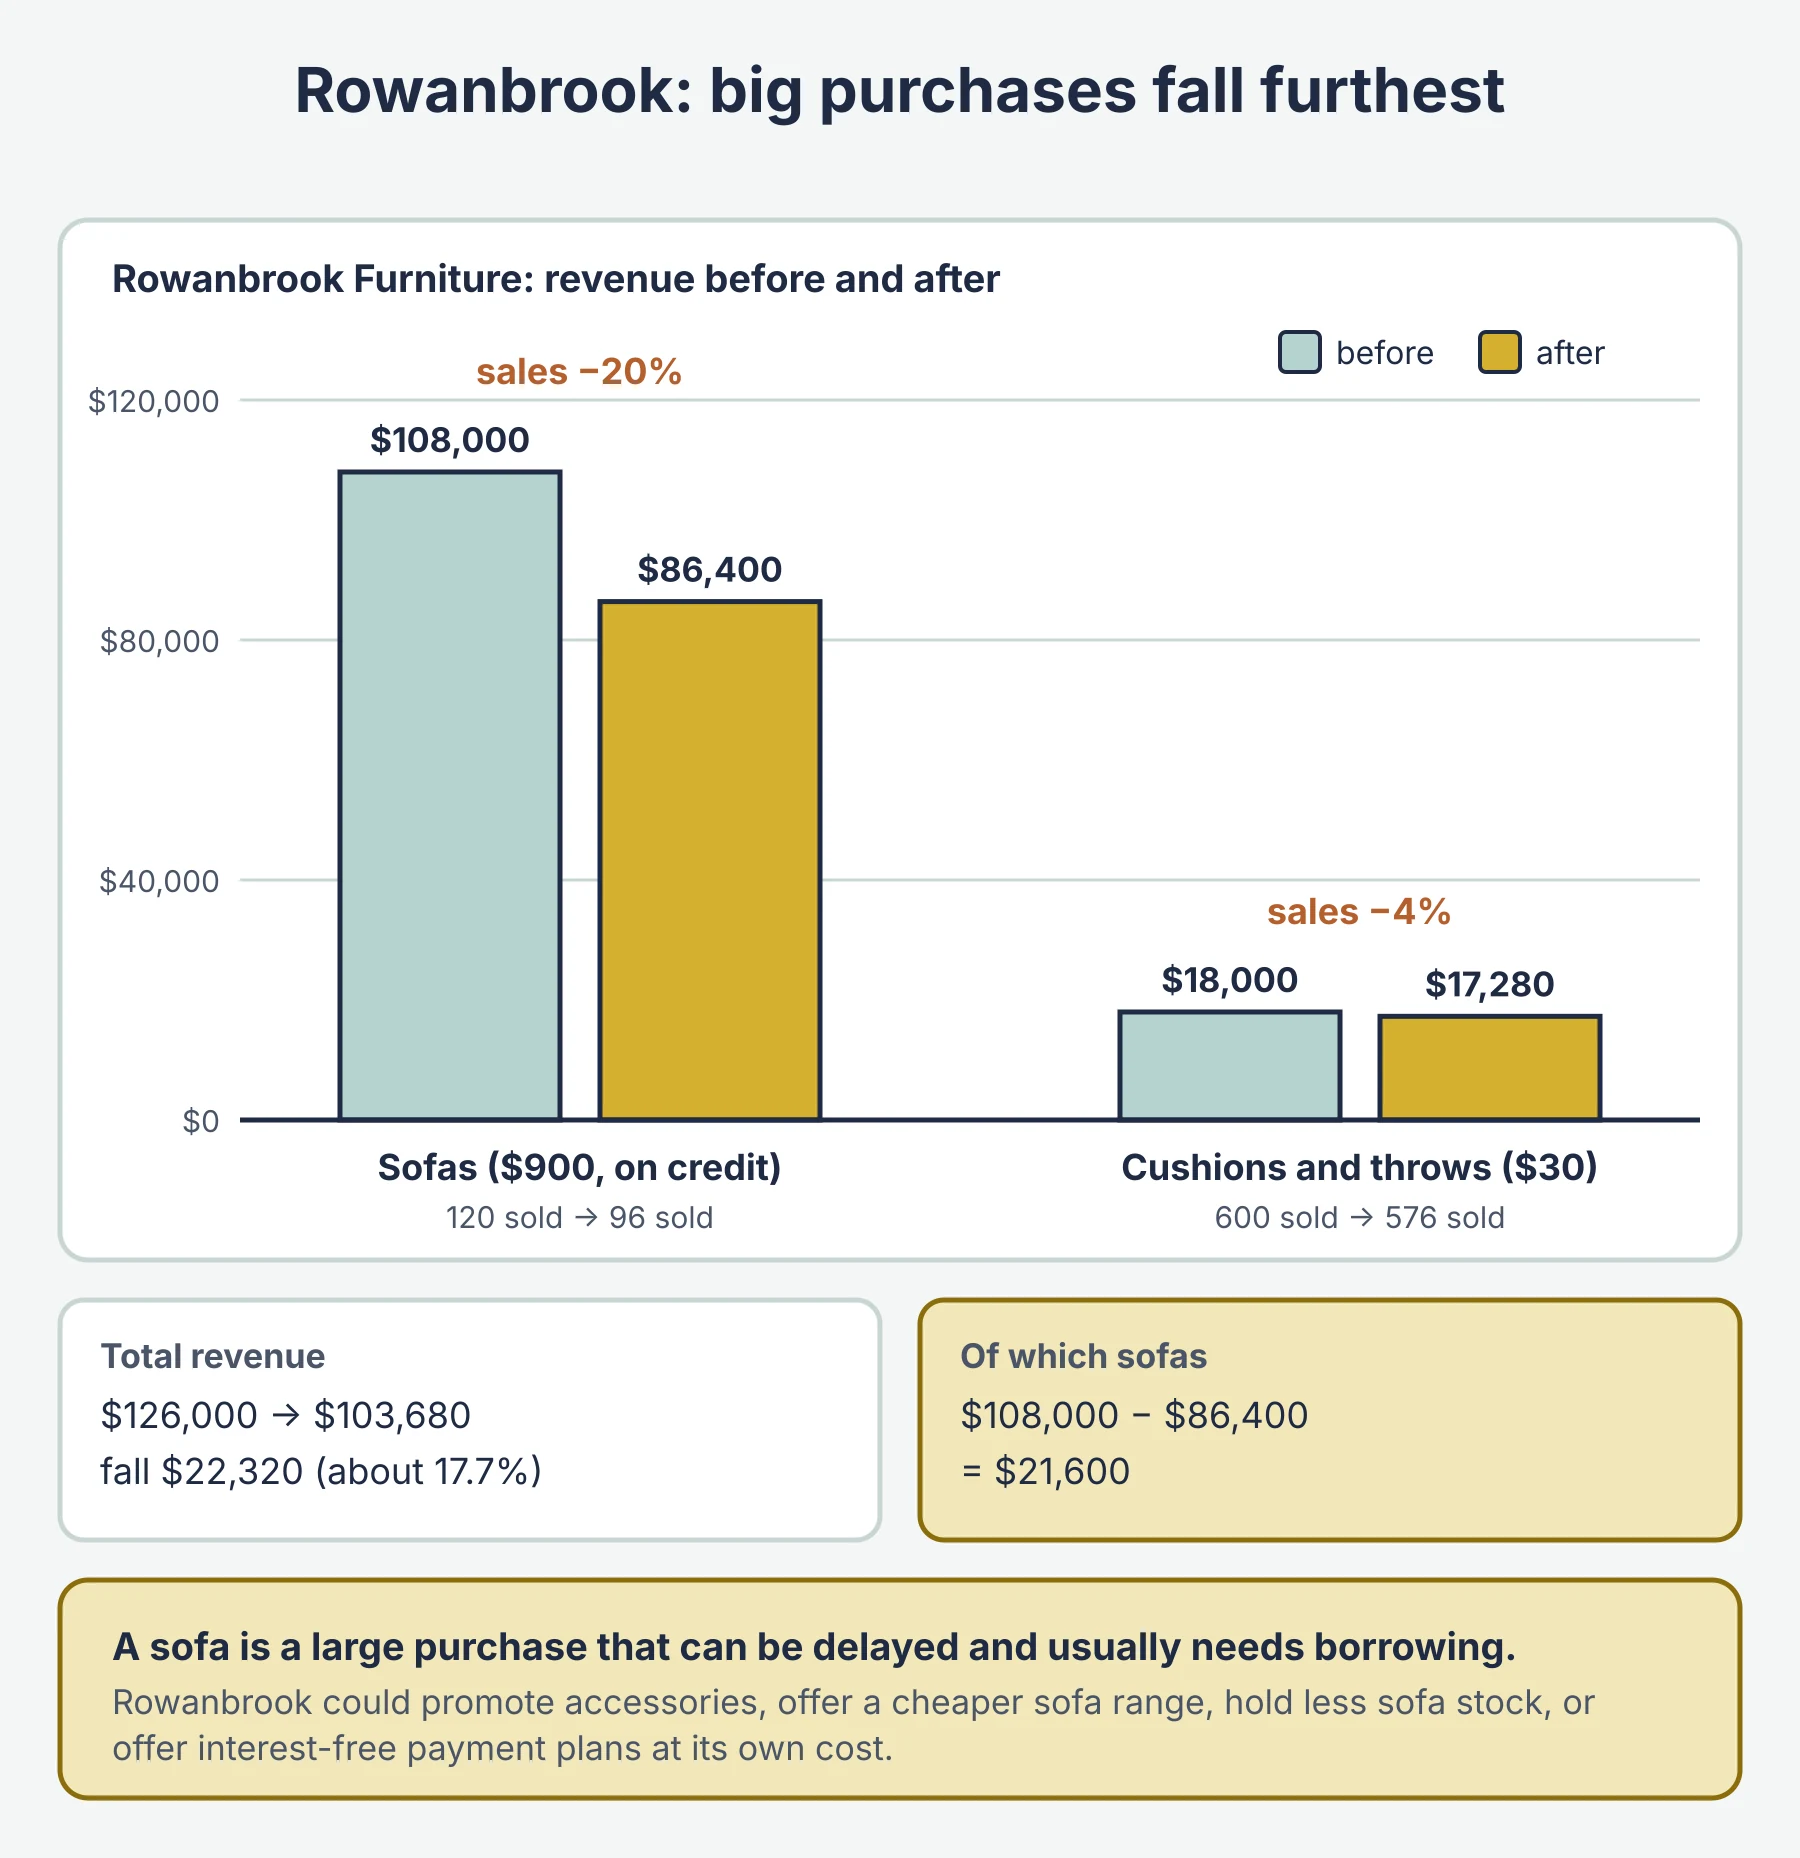 Rowanbrook: big purchases fall furthest
Rowanbrook Furniture: revenue before and after
before
after
sales −20%
$120,000
$108,000
$86,400
$80,000
$40,000
sales −4%
$18,000
$17,280
$0
Sofas ($900, on credit)
Cushions and throws ($30)
120 sold → 96 sold
600 sold → 576 sold
Total revenue
$126,000 → $103,680
fall $22,320 (about 17.7%)
Of which sofas
$108,000 − $86,400
= $21,600
A sofa is a large purchase that can be delayed and usually needs borrowing.
Rowanbrook could promote accessories, offer a cheaper sofa range, hold less sofa stock, or
offer interest-free payment plans at its own cost.